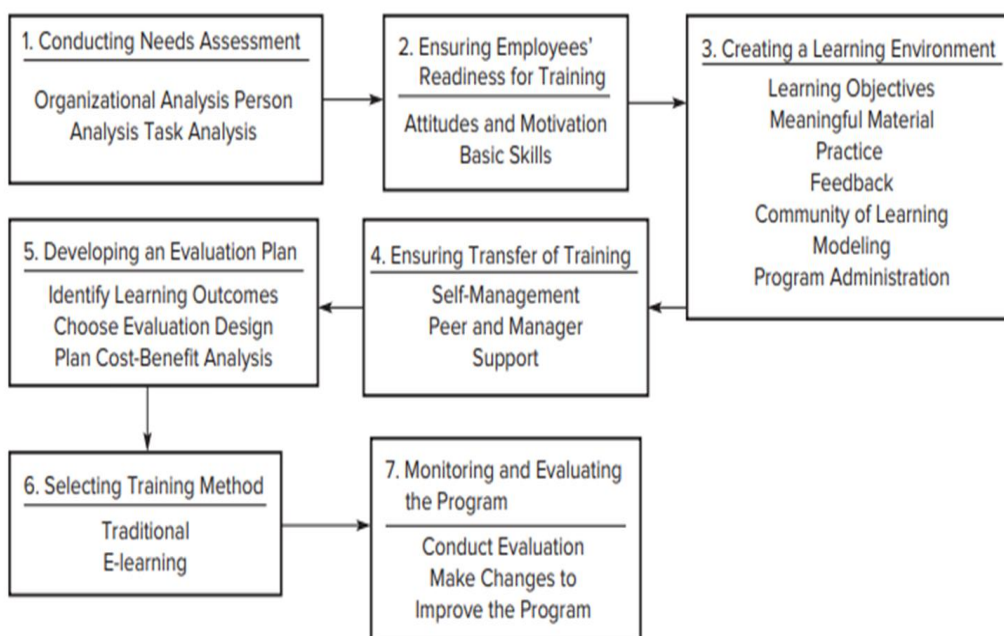 1. Conducting Needs Assessment
Organizational Analysis Person
Analysis Task Analysis
2. Ensuring Employees'
Readiness for Training
Attitudes and Motivation
Basic Skills
3. Creating a Learning Environment
Learning Objectives
Meaningful Material
Practice
Feedback
Community of Learning
Modeling
Program Administration
4. Ensuring Transfer of Training
Self-Management
Peer and Manager
Support
5. Developing an Evaluation Plan
Identify Learning Outcomes
Choose Evaluation Design
Plan Cost-Benefit Analysis
6. Selecting Training Method
Traditional
E-learning
7. Monitoring and Evaluating
the Program
Conduct Evaluation
Make Changes to
Improve the Program